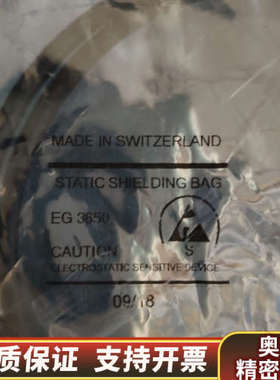 MADE IN SWITZERLAND
STATIC SHIELDING BAG
EG 3650
CAUTION
S
ELECTROSTATIC SENSITIVE DEVICE
09/18
质保证 支持开票
奥
精密